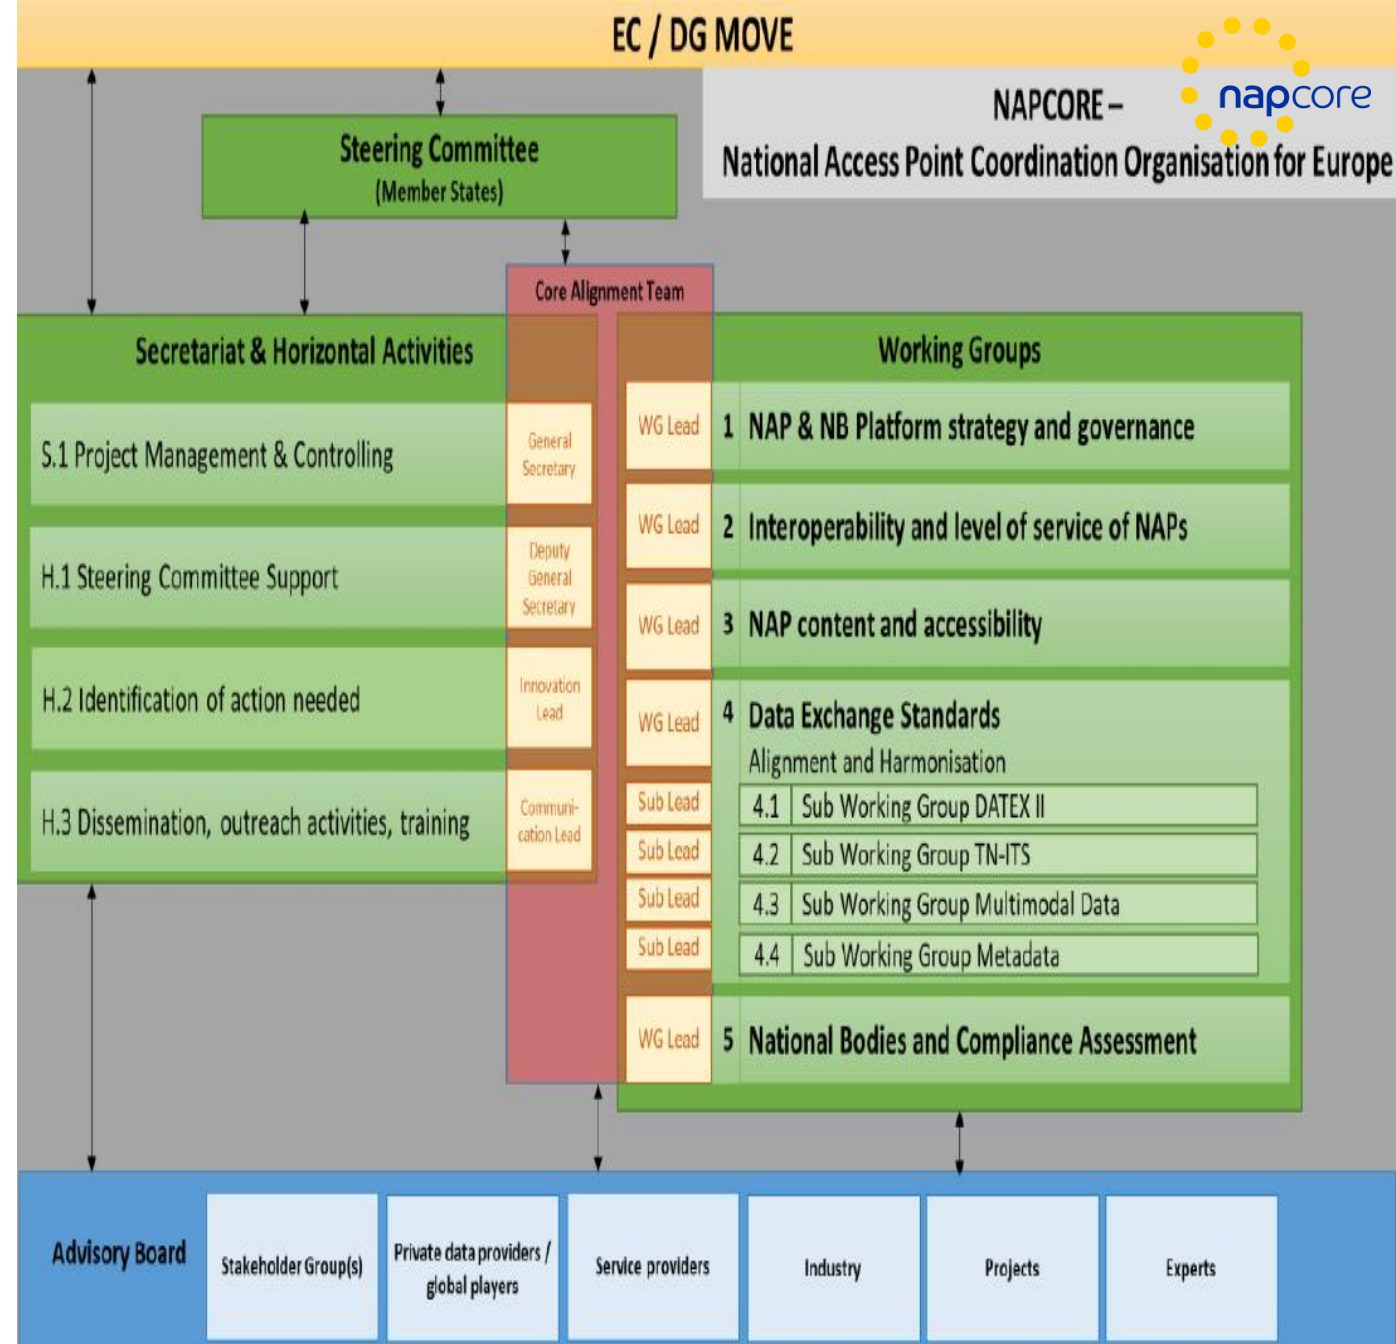 EC / DG MOVE
napcore
NAPCORE –
National Access Point Coordination Organisation for Europe
Steering Committee
(Member States)
Core Alignment Team
Secretariat & Horizontal Activities
S.1 Project Management & Controlling
General
Secretary
H.1 Steering Committee Support
Deputy
General
Secretary
H.2 Identification of action needed
Innovation
Lead
H.3 Dissemination, outreach activities, training
Communi-
cation Lead
Working Groups
WG Lead 1 NAP & NB Platform strategy and governance
WG Lead 2 Interoperability and level of service of NAPs
WG Lead 3 NAP content and accessibility
WG Lead 4 Data Exchange Standards
Alignment and Harmonisation
Sub Lead 4.1 Sub Working Group DATEX II
Sub Lead 4.2 Sub Working Group TN-ITS
Sub Lead 4.3 Sub Working Group Multimodal Data
Sub Lead 4.4 Sub Working Group Metadata
WG Lead 5 National Bodies and Compliance Assessment
Advisory Board
Stakeholder Group(s)
Private data providers /
global players
Service providers
Industry
Projects
Experts